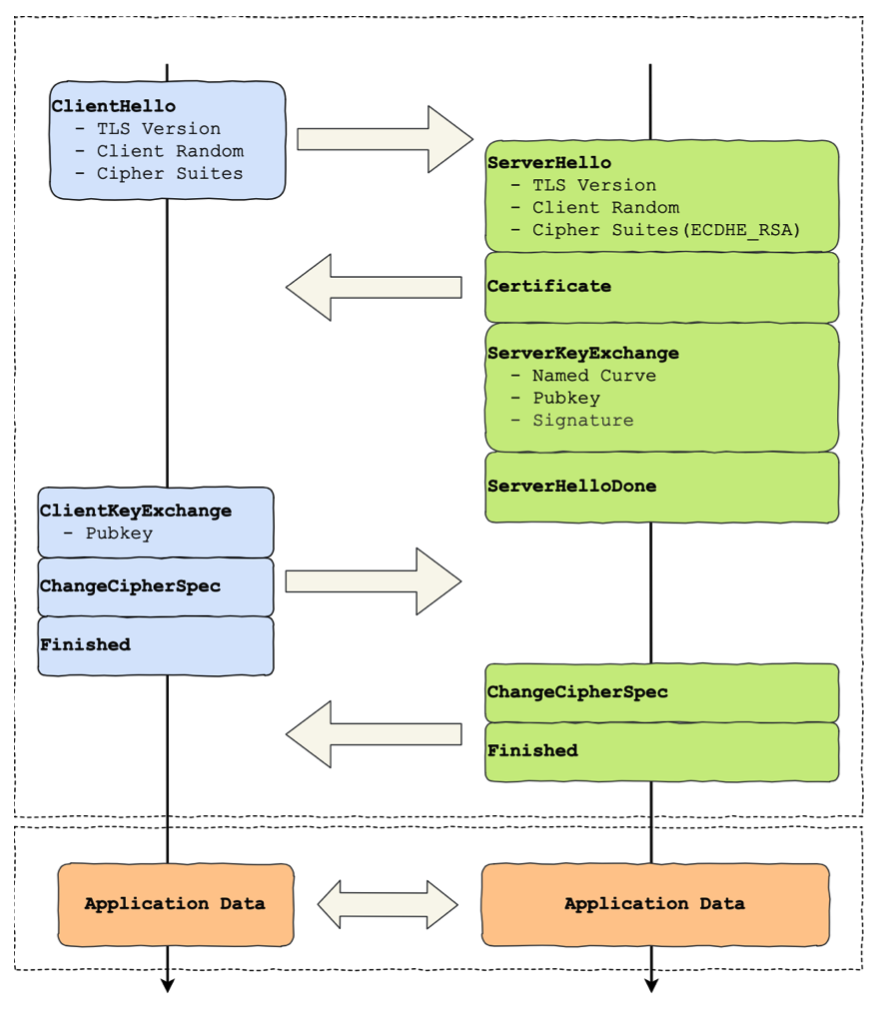 ClientHello
- TLS Version
- Client Random
- Cipher Suites
ServerHello
- TLS Version
- Client Random
- Cipher Suites(ECDHE_RSA)
Certificate
ServerKeyExchange
- Named Curve
- Pubkey
- Signature
ServerHelloDone
ClientKeyExchange
- Pubkey
ChangeCipherSpec
Finished
ChangeCipherSpec
Finished
Application Data
Application Data